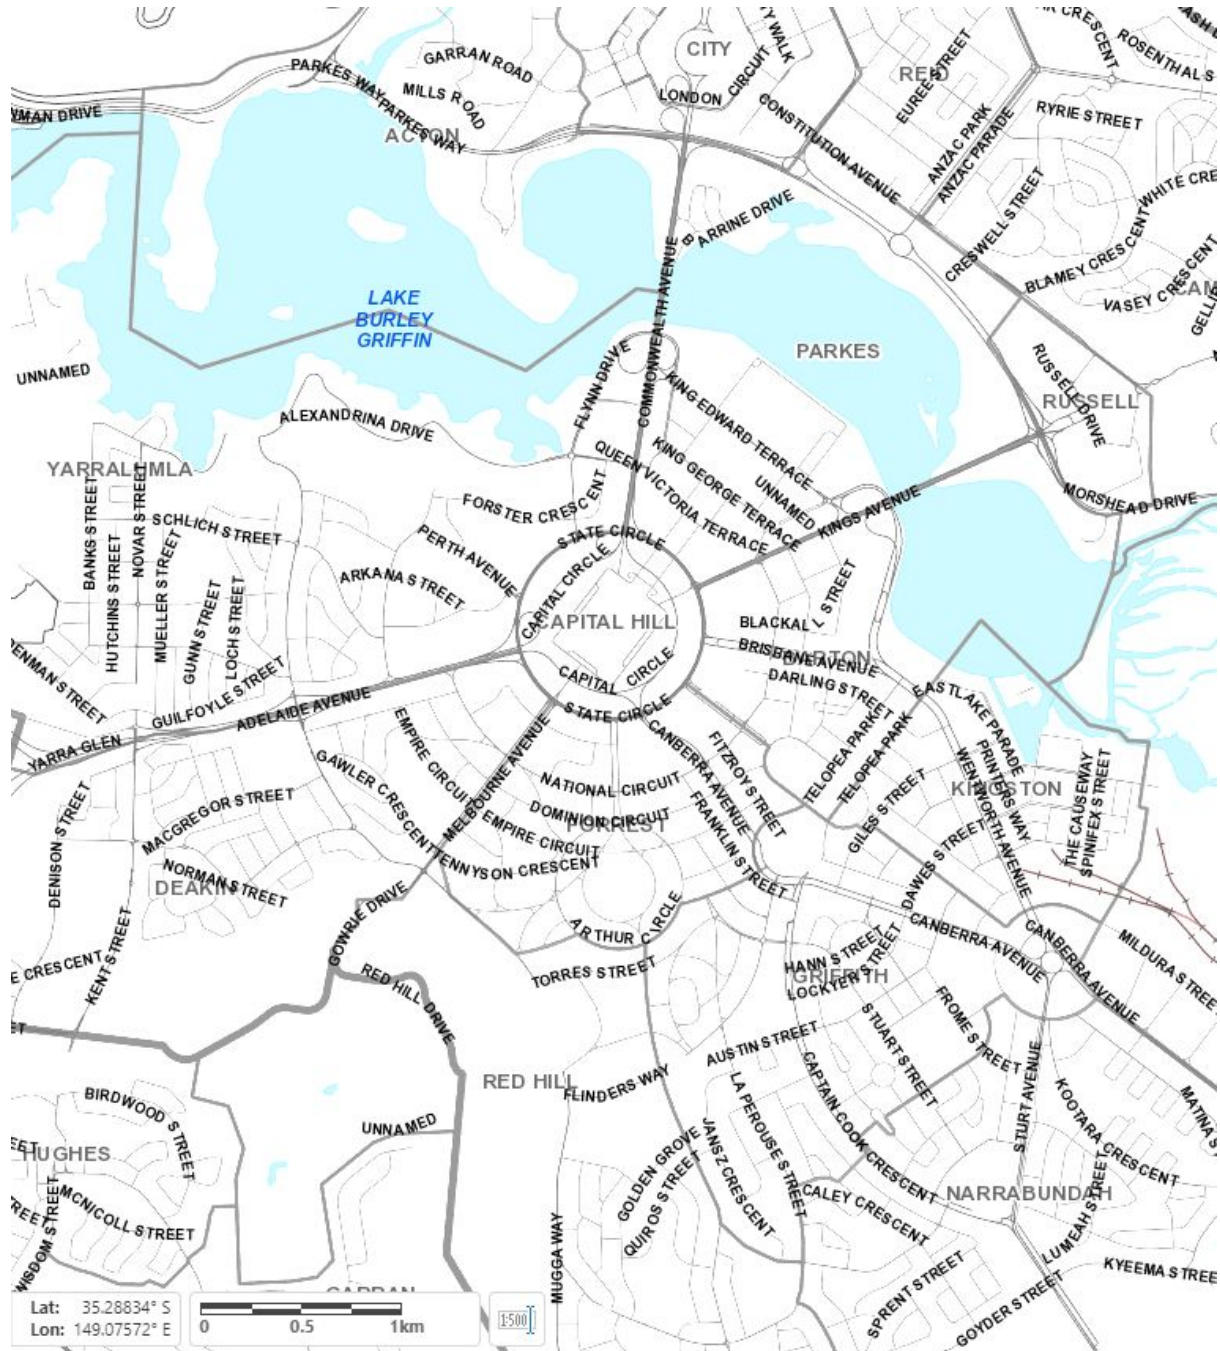 CITY
GARRAN ROAD
EUREE STREET
REID
ROSENTHAL S
PARKES WAY
PARKES WAY
MILLS ROAD
ACTON
LONDON CIRCUIT
CONSTITUTION AVENUE
ANZAC PARK
ANZAC PARADE
RYRIE STREET
NMAN DRIVE
WHITE CRE
BARRINE DRIVE
CRESWELL STREET
BLAMEY CRESCENT
VASEY CRESCENT
CAM
GELLI
LAKE
BURLEY
GRIFFIN
COMMONWEALTH AVENUE
PARKES
UNNAMED
FLYNN DRIVE
KING EDWARD TERRACE
RUSSELL DRIVE
RUSSELL
ALEXANDRINA DRIVE
YARRALUMLA
QUEEN VICTORIA TERRACE
KING GEORGE TERRACE
UNNAMED
KINGS AVENUE
MORSHEAD DRIVE
BANKS STREET
NOVAR STREET
HUTCHINS STREET
SCHLICH STREET
MUELLER STREET
GUNN STREET
LOCH STREET
FORSTER CRESCENT
PERTH AVENUE
ARKANA STREET
STATE CIRCLE
CAPITAL CIRCLE
CAPITAL HILL
CAPITAL CIRCLE
STATE CIRCLE
BLACKALL STREET
BRISBANE AVENUE
BARTON
DARLING STREET
EASTLAKE PARADE
DENMAN STREET
GUILFOYLE STREET
ADELAIDE AVENUE
YARRA GLEN
TELOPEA PARK
TELOPEA PARK
PRINTERS WAY
WENTWORTH AVENUE
KINGSTON
THE CAUSEWAY
SPINIFEX STREET
EMPIRE CIRCUIT
MELBOURNE AVENUE
CANBERRA AVENUE
FITZROY STREET
GAWLER CRESCENT
NATIONAL CIRCUIT
DOMINION CIRCUIT
FORREST
EMPIRE CIRCUIT
FRANKLIN STREET
GILES STREET
DENISON STREET
MACGREGOR STREET
NORMAN STREET
DEAKIN
TENNYSON CRESCENT
DAWES STREET
GOWRIE DRIVE
ARTHUR CIRCLE
CANBERRA AVENUE
CANBERRA AVENUE
MILDURA STREE
E CRESCENT
KENT STREET
RED HILL DRIVE
TORRES STREET
HANN STREET
GRIFFITH
LOCKYER STREET
FROME STREET
STUART STREET
AUSTIN STREET
CAPTAIN COOK CRESCENT
RED HILL
FLINDERS WAY
LA PEROUSE STREET
STURT AVENUE
KOOTARA CRESCENT
MATINA S
BIRDWOOD STREET
UNNAMED
HUGHES
MCNICOLL STREET
GOLDEN GROVE
QUIROS STREET
JANSZ CRESCENT
CALEY CRESCENT
NARRABUNDAH
LUMEAH STREET
KYEEMA STREE
MUGGA WAY
SPRENT STREET
GOYDER STREET
NISDOM STREET
GARRAN
Lat: 35.28834° S
Lon: 149.07572° E
0 0.5 1km
1:500